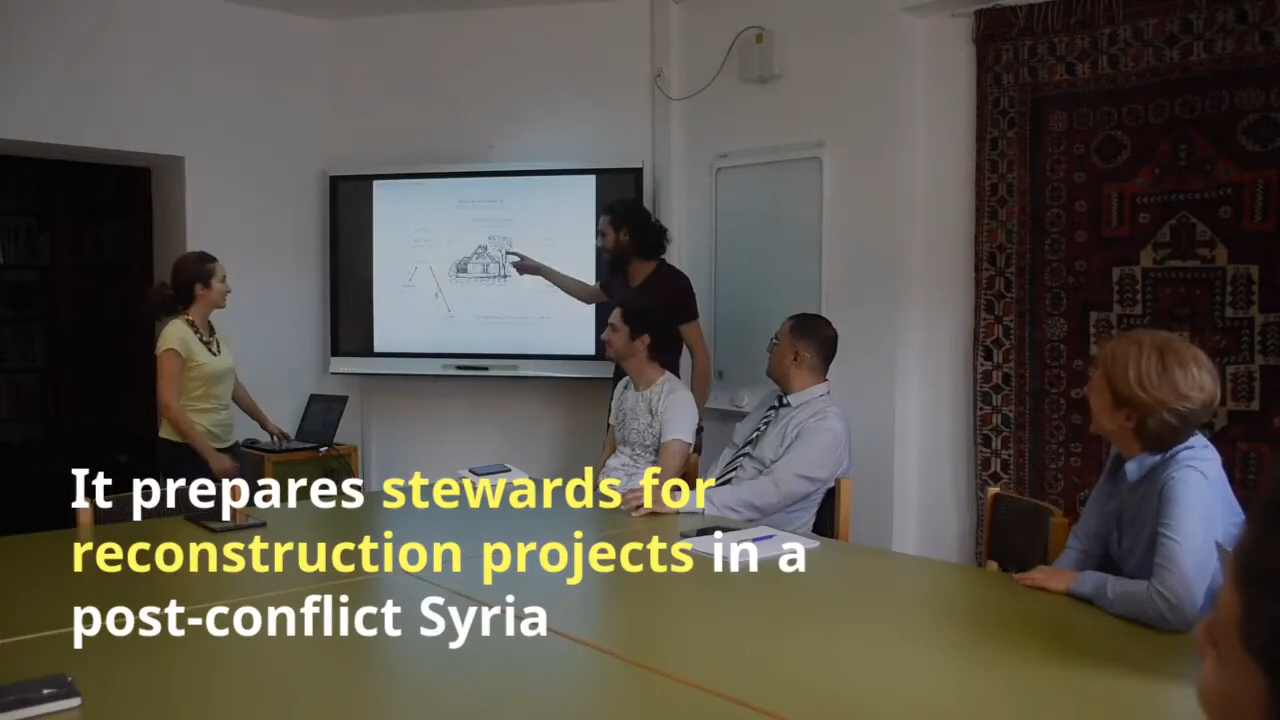 It prepares stewards for
reconstruction projects in a
post-conflict Syria